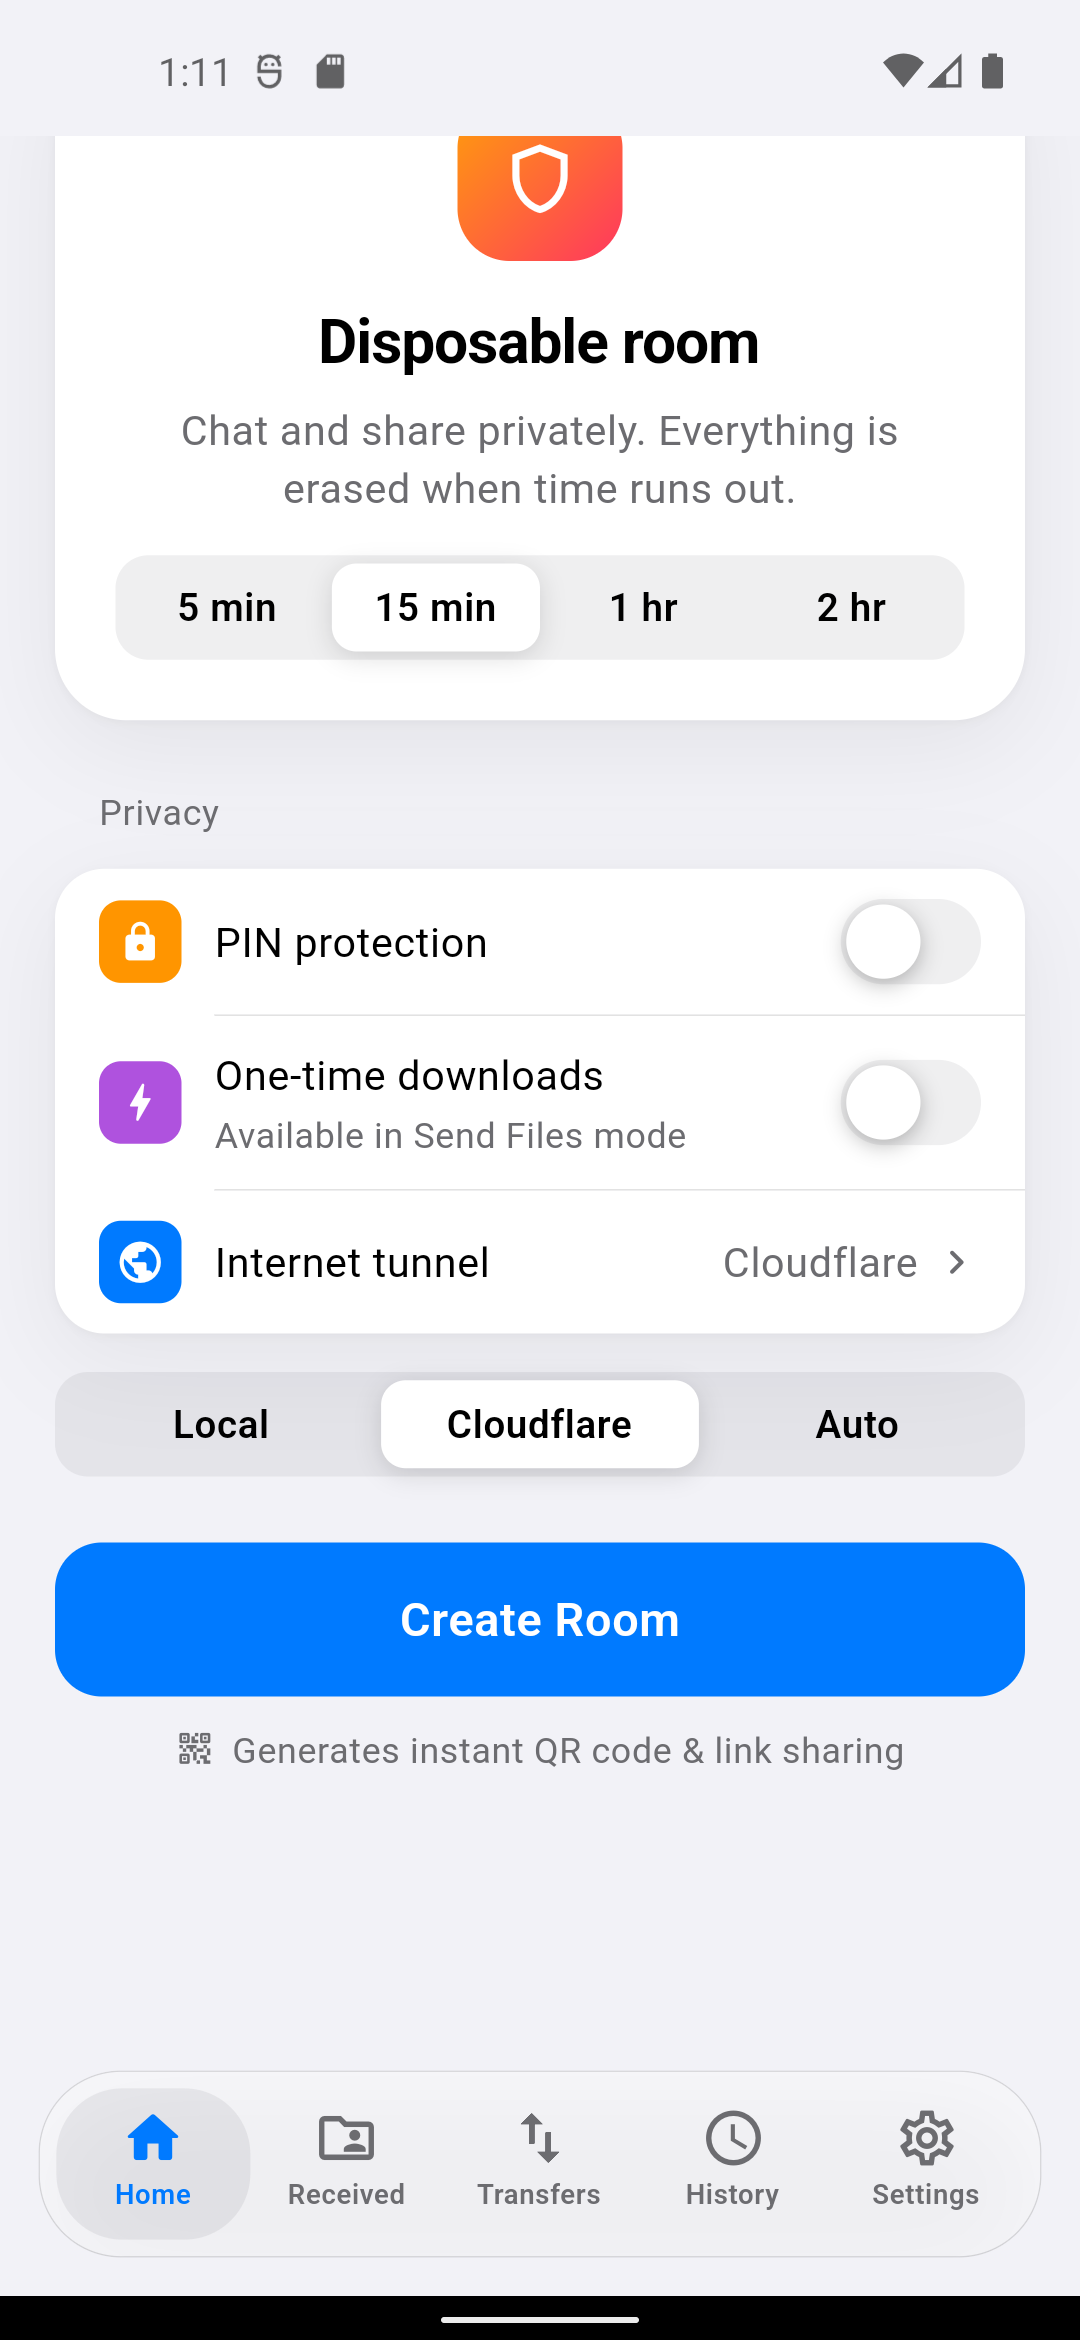 1:11
Disposable room
Chat and share privately. Everything is
erased when time runs out.
5 min
15 min
1 hr
2 hr
Privacy
PIN protection
One-time downloads
Available in Send Files mode
Internet tunnel
Cloudflare
Local
Cloudflare
Auto
Create Room
Generates instant QR code & link sharing
Home
Received
Transfers
History
Settings